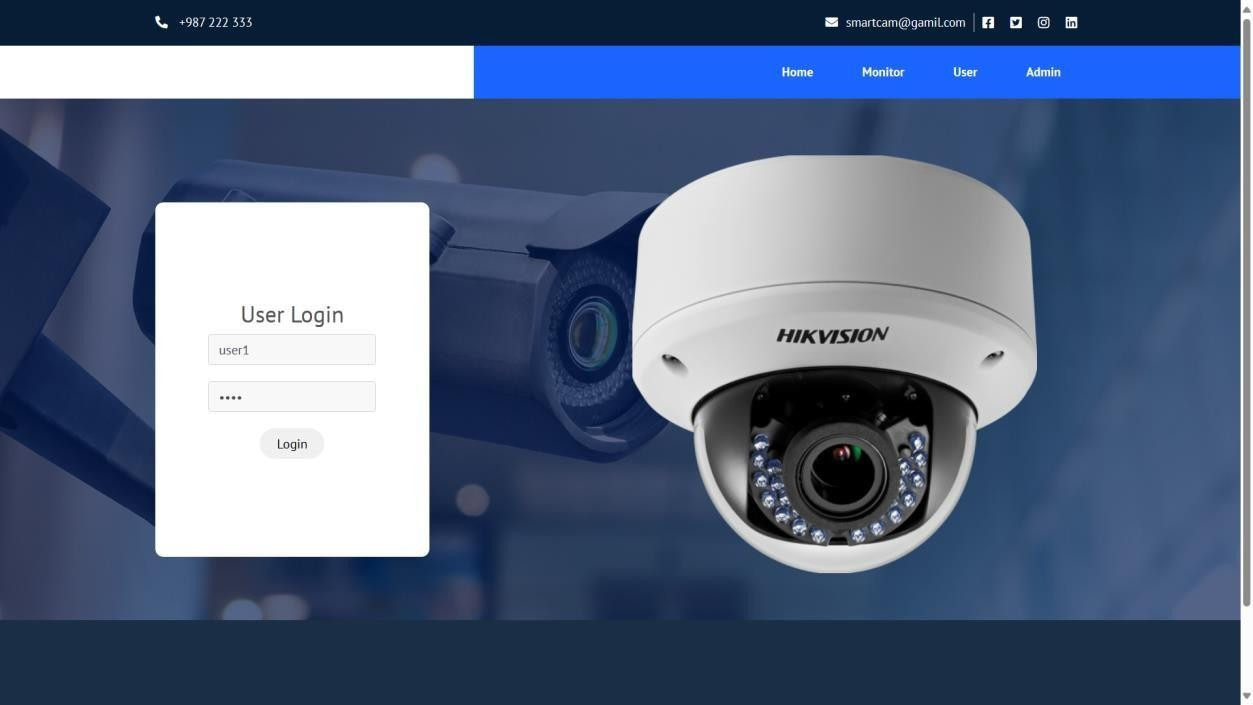 +987 222 333
smartcam@gamil.com
Home Monitor User Admin
HIKVISION
User Login
user1
••••
Login